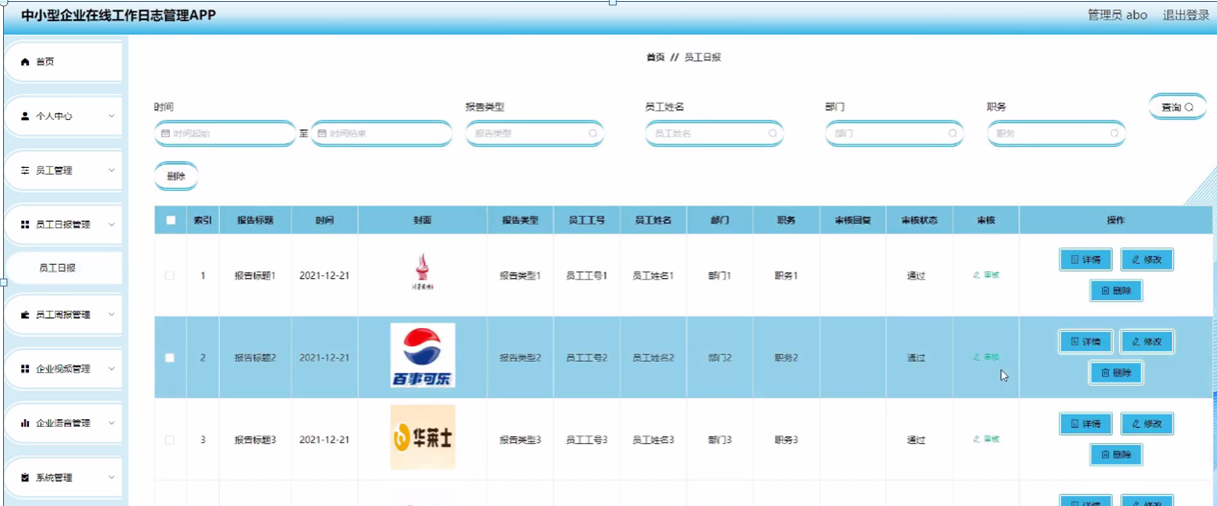 中小型企业在线工作日志管理APP
管理员 abo 退出登录
首页
个人中心
员工管理
员工日报管理
员工日报
员工周报管理
企业视频管理
企业语音管理
系统管理
首页 // 员工日报
时间 报告类型 员工姓名 部门 职务
时间起始 至 时间结束 报告类型 员工姓名 部门 职务 查询
删除
索引 报告标题 时间 封面 报告类型 员工工号 员工姓名 部门 职务 审核回复 审核状态 审核 操作
1 报告标题1 2021-12-21 报告类型1 员工工号1 员工姓名1 部门1 职务1 通过 审核 详情 修改
删除
2 报告标题2 2021-12-21 百事可乐 报告类型2 员工工号2 员工姓名2 部门2 职务2 通过 审核 详情 修改
删除
3 报告标题3 2021-12-21 华莱士 报告类型3 员工工号3 员工姓名3 部门3 职务3 通过 审核 详情 修改
删除